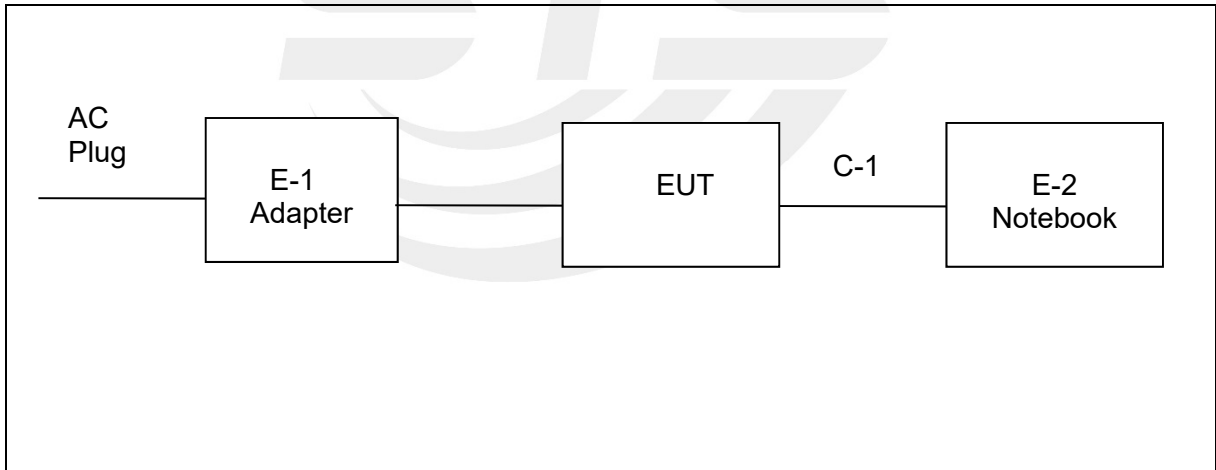 AC
Plug
E-1
Adapter
EUT
C-1
E-2
Notebook